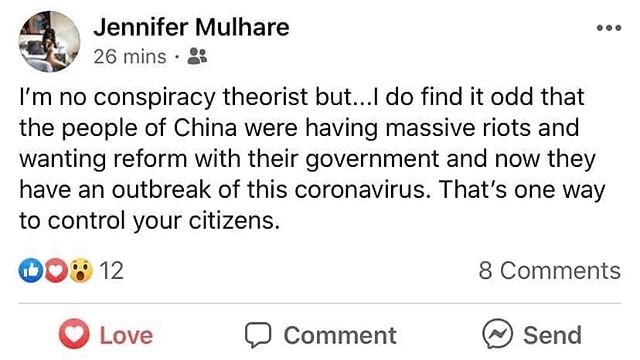 Jennifer Mulhare
26 mins ·
I'm no conspiracy theorist but...I do find it odd that
the people of China were having massive riots and
wanting reform with their government and now they
have an outbreak of this coronavirus. That's one way
to control your citizens.
12 8 Comments
Love Comment Send